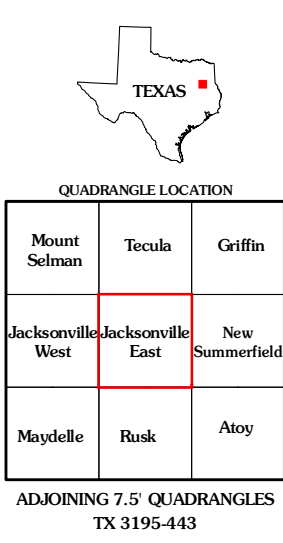 TEXAS
QUADRANGLE LOCATION
Mount
Selman
Tecula
Griffin
Jacksonville
West
Jacksonville
East
New
Summerfield
Maydelle
Rusk
Atoy
ADJOINING 7.5' QUADRANGLES
TX 3195-443